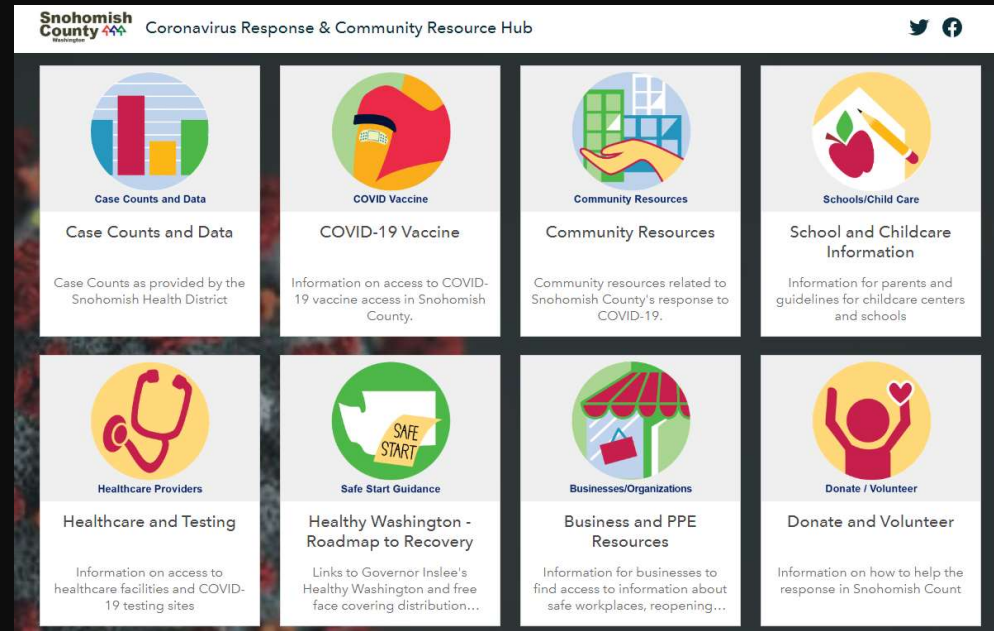 Snohomish
County
Washington
Coronavirus Response & Community Resource Hub
Case Counts and Data
Case Counts and Data
Case Counts as provided by the
Snohomish Health District
COVID Vaccine
COVID-19 Vaccine
Information on access to COVID-
19 vaccine access in Snohomish
County.
Community Resources
Community Resources
Community resources related to
Snohomish County's response to
COVID-19.
Schools/Child Care
School and Childcare
Information
Information for parents and
guidelines for childcare centers
and schools
Healthcare Providers
Healthcare and Testing
Information on access to
healthcare facilities and COVID-
19 testing sites
SAFE
START
Safe Start Guidance
Healthy Washington -
Roadmap to Recovery
Links to Governor Inslee's
Healthy Washington and free
face covering distribution...
Businesses/Organizations
Business and PPE
Resources
Information for businesses to
find access to information about
safe workplaces, reopening...
Donate / Volunteer
Donate and Volunteer
Information on how to help the
response in Snohomish Count